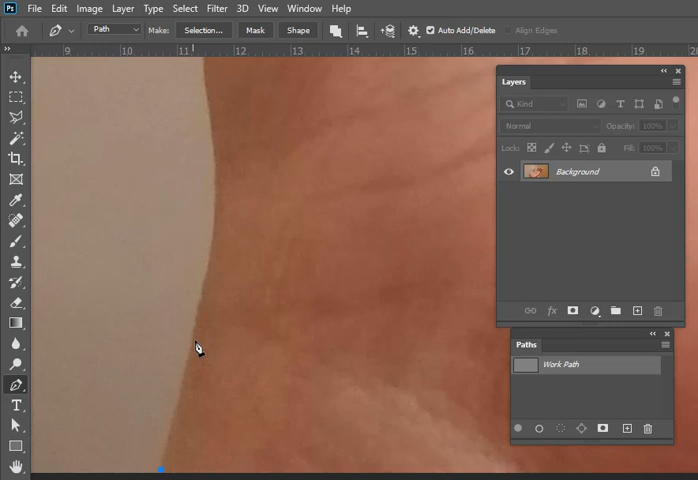 Ps File Edit Image Layer Type Select Filter 3D View Window Help
Path Make: Selection... Mask Shape Auto Add/Delete Align Edges
9 10 11 12 13 14 15 16 17 18 19
Layers
Kind
Normal Opacity: 100%
Lock: Fill: 100%
Background
fx
Paths
Work Path